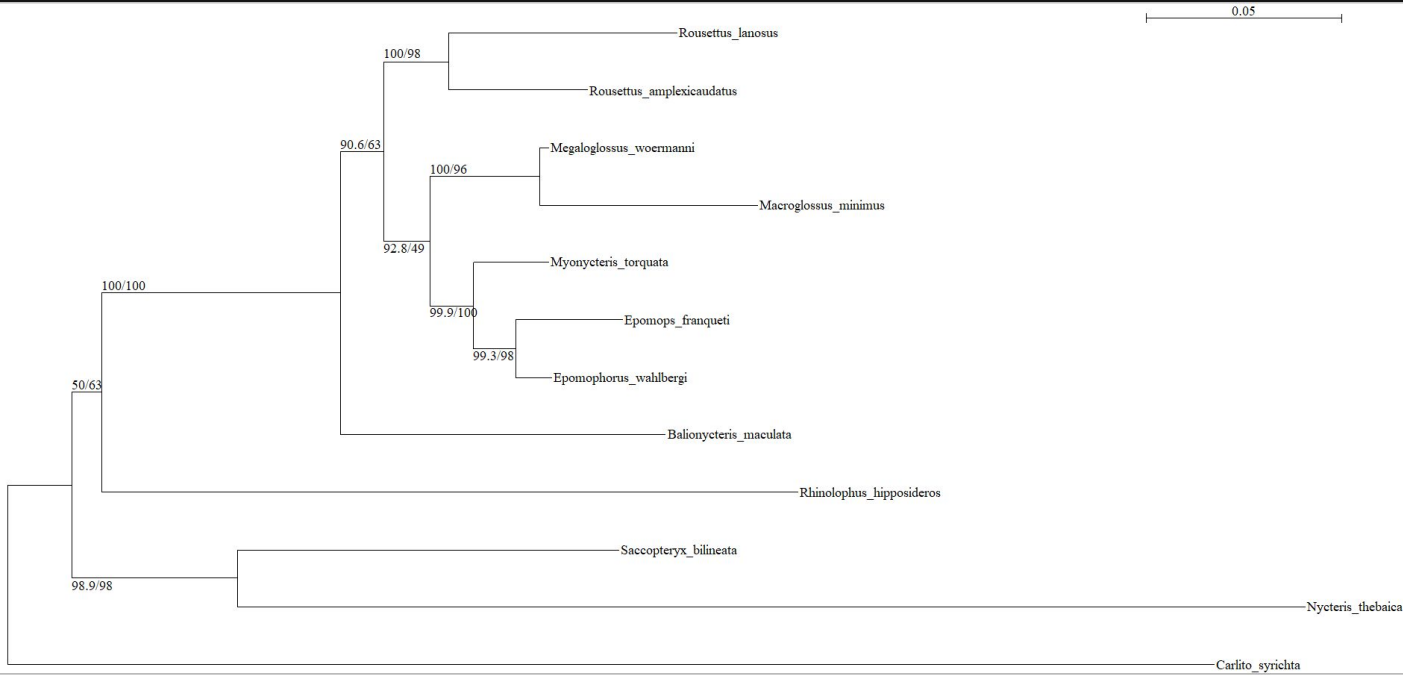 0.05
Rousettus_lanosus
100/98
Rousettus_amplexicaudatus
90.6/63
Megaloglossus_woermanni
100/96
Macroglossus_minimus
92.8/49
Myonycteris_torquata
100/100
99.9/100
Epomops_franqueti
99.3/98
Epomophorus_wahlbergi
50/63
Balionycteris_maculata
Rhinolophus_hipposideros
Saccopteryx_bilineata
98.9/98
Nycteris_thebaica
Carlito_syrichta